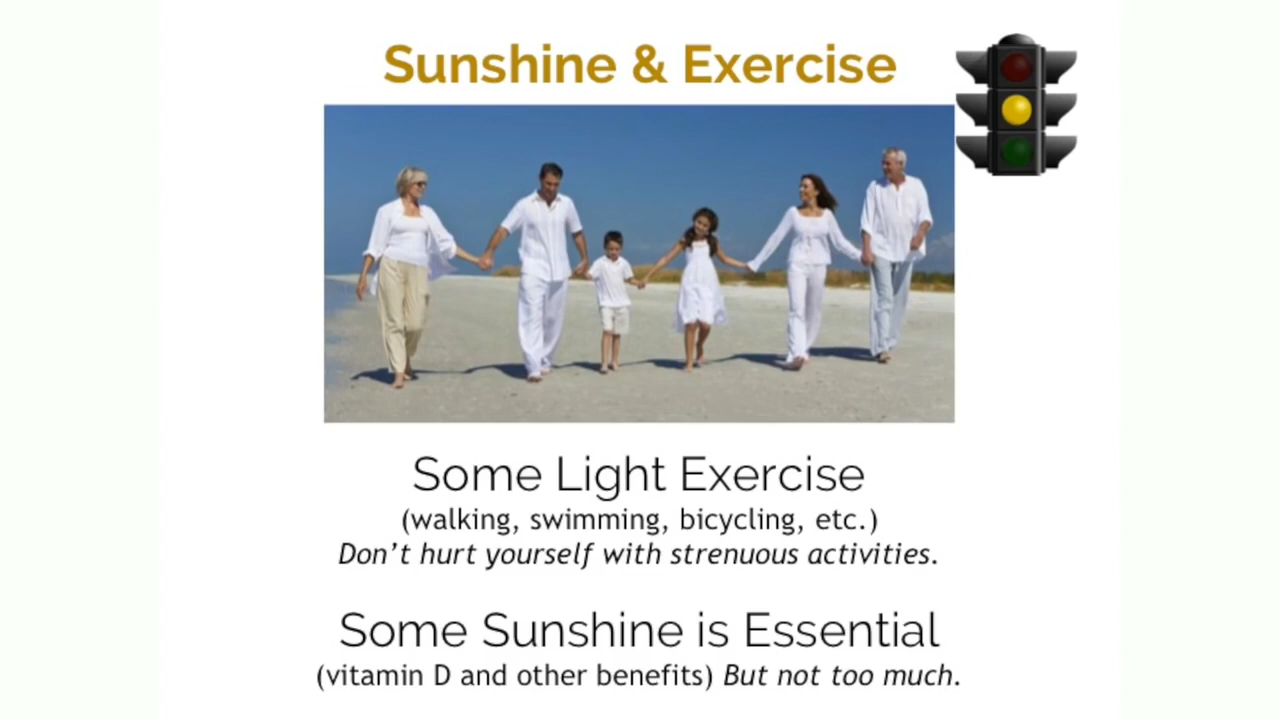 Sunshine & Exercise
Some Light Exercise
(walking, swimming, bicycling, etc.)
Don’t hurt yourself with strenuous activities.
Some Sunshine is Essential
(vitamin D and other benefits) But not too much.